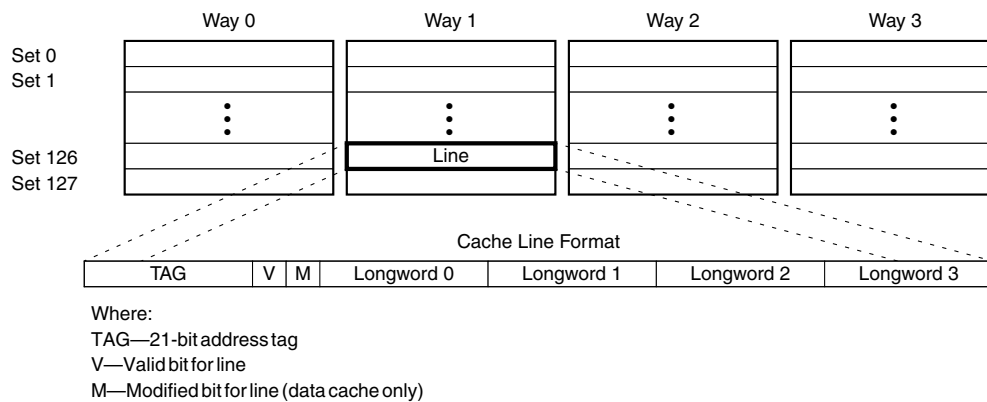 Way 0 Way 1 Way 2 Way 3
Set 0
Set 1
Set 126
Line
Set 127
Cache Line Format
TAG V M Longword 0 Longword 1 Longword 2 Longword 3
Where:
TAG—21-bit address tag
V—Valid bit for line
M—Modified bit for line (data cache only)